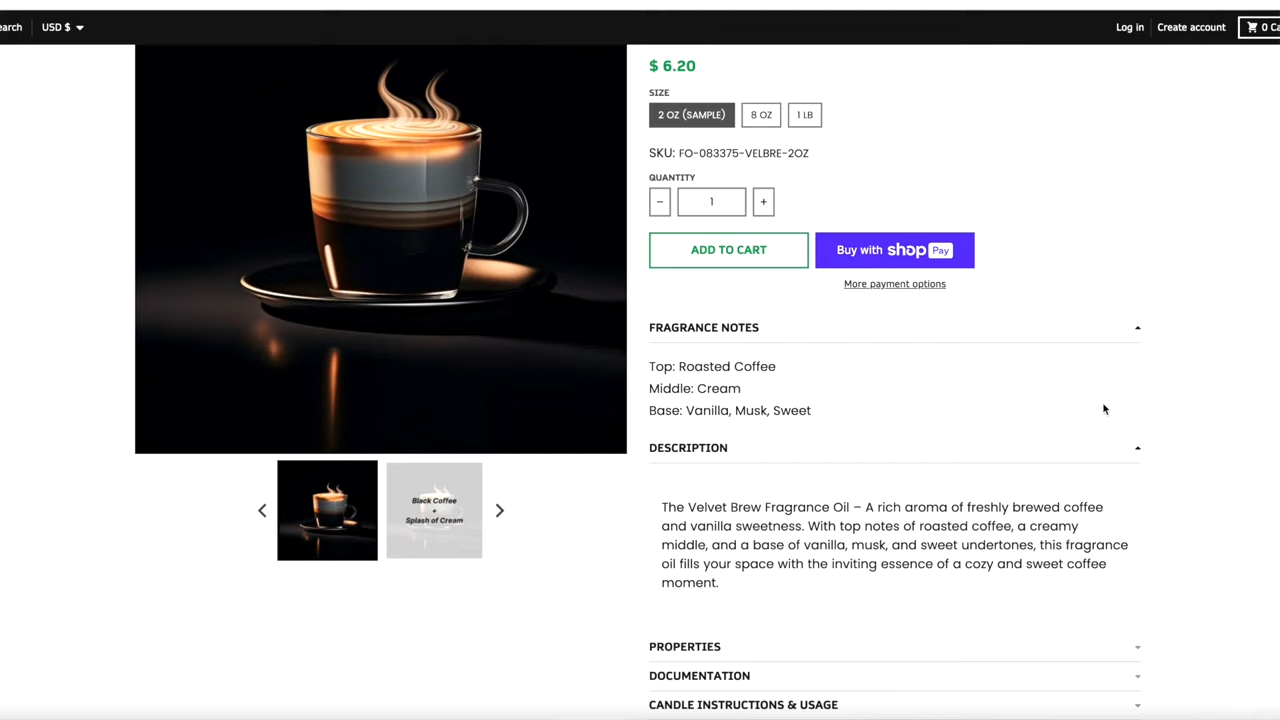 earch
USD $
Log in
Create account
0 Ca
$ 6.20
SIZE
2 OZ (SAMPLE)
8 OZ
1 LB
SKU: FO-083375-VELBRE-2OZ
QUANTITY
−
1
+
ADD TO CART
Buy with shop Pay
More payment options
FRAGRANCE NOTES
Top: Roasted Coffee
Middle: Cream
Base: Vanilla, Musk, Sweet
DESCRIPTION
Black Coffee
+
Splash of Cream
The Velvet Brew Fragrance Oil – A rich aroma of freshly brewed coffee
and vanilla sweetness. With top notes of roasted coffee, a creamy
middle, and a base of vanilla, musk, and sweet undertones, this fragrance
oil fills your space with the inviting essence of a cozy and sweet coffee
moment.
PROPERTIES
DOCUMENTATION
CANDLE INSTRUCTIONS & USAGE